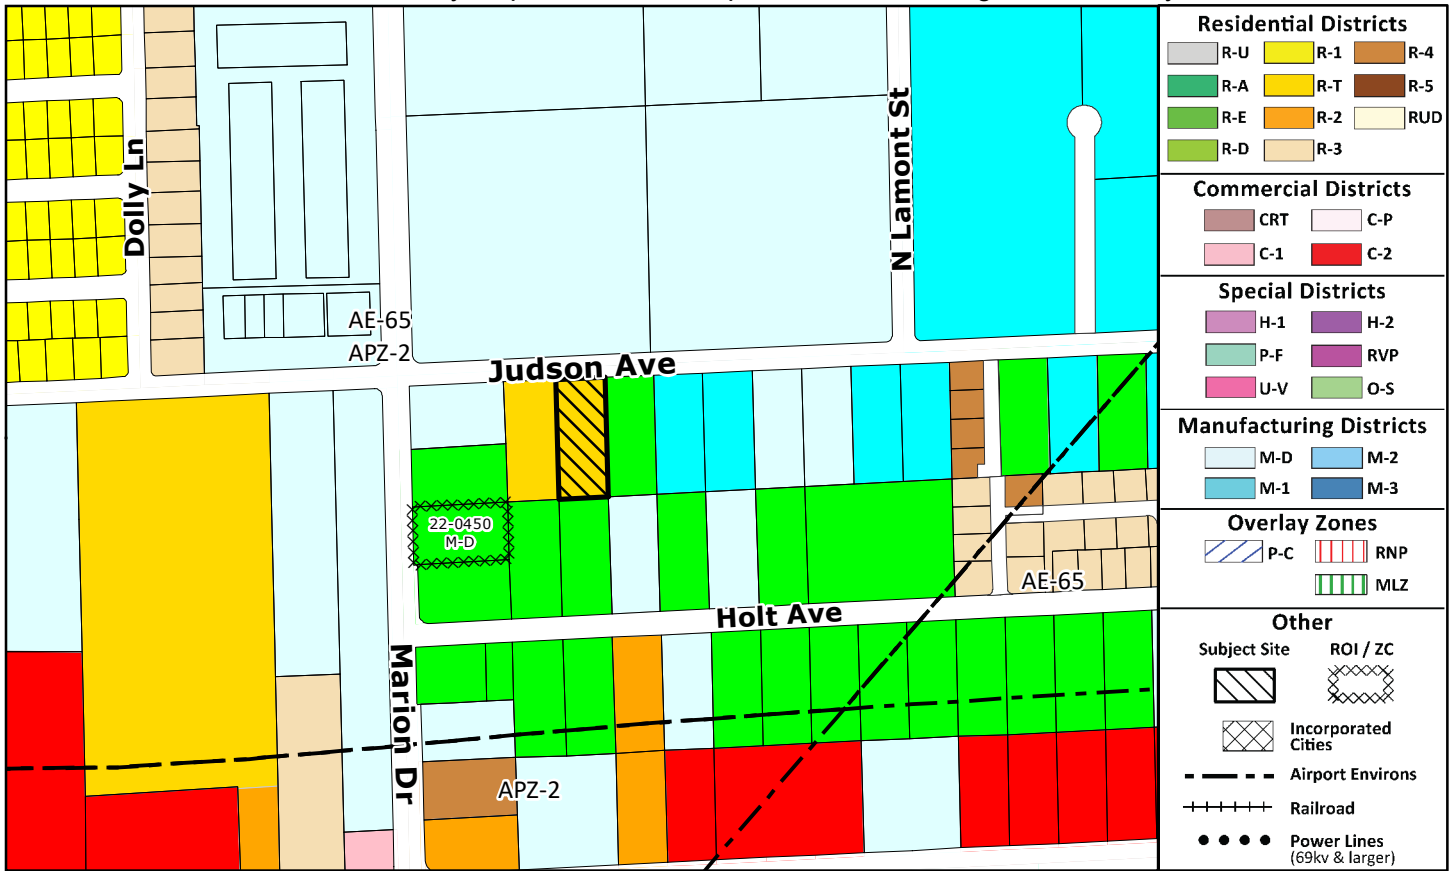 Dolly Ln
N Lamont St
AE-65
APZ-2
Judson Ave
22-0450
M-D
AE-65
Holt Ave
Marion Dr
APZ-2
Residential Districts
R-U R-1 R-4
R-A R-T R-5
R-E R-2 RUD
R-D R-3
Commercial Districts
CRT C-P
C-1 C-2
Special Districts
H-1 H-2
P-F RVP
U-V O-S
Manufacturing Districts
M-D M-2
M-1 M-3
Overlay Zones
P-C RNP
MLZ
Other
Subject Site ROI / ZC
Incorporated
Cities
Airport Environs
Railroad
Power Lines
(69kv & larger)